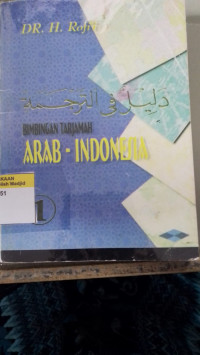 DR. H. Rofi'i
دليل في الترجمة
BIMBINGAN TARJAMAH
ARAB - INDONESIA
1